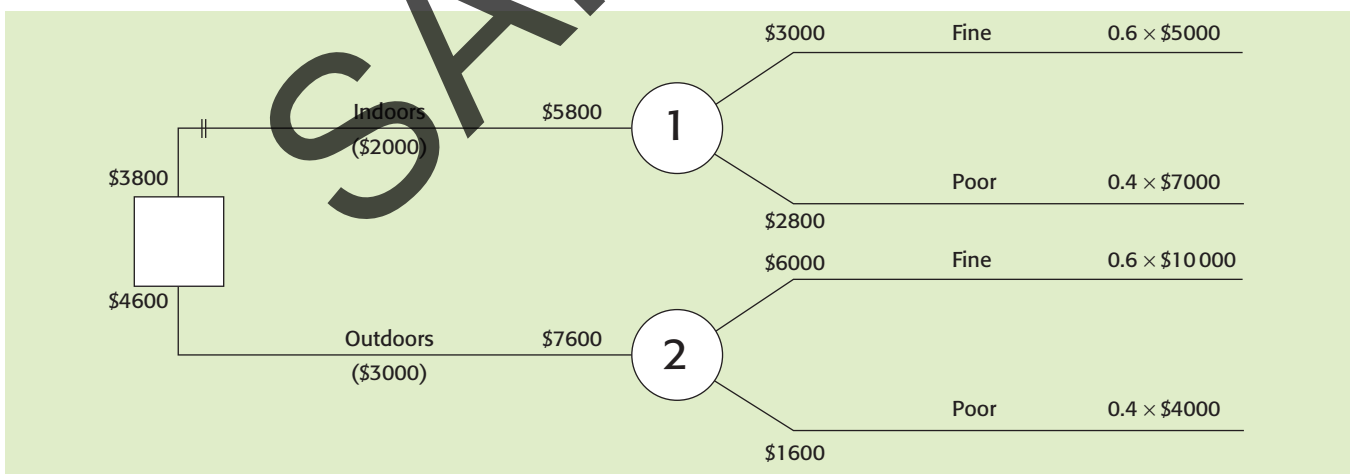 $3000 Fine 0.6 × $5000
Indoors $5800 1
($2000)
$3800 Poor 0.4 × $7000
$2800
$6000 Fine 0.6 × $10 000
$4600
Outdoors $7600 2
($3000)
Poor 0.4 × $4000
$1600
SA